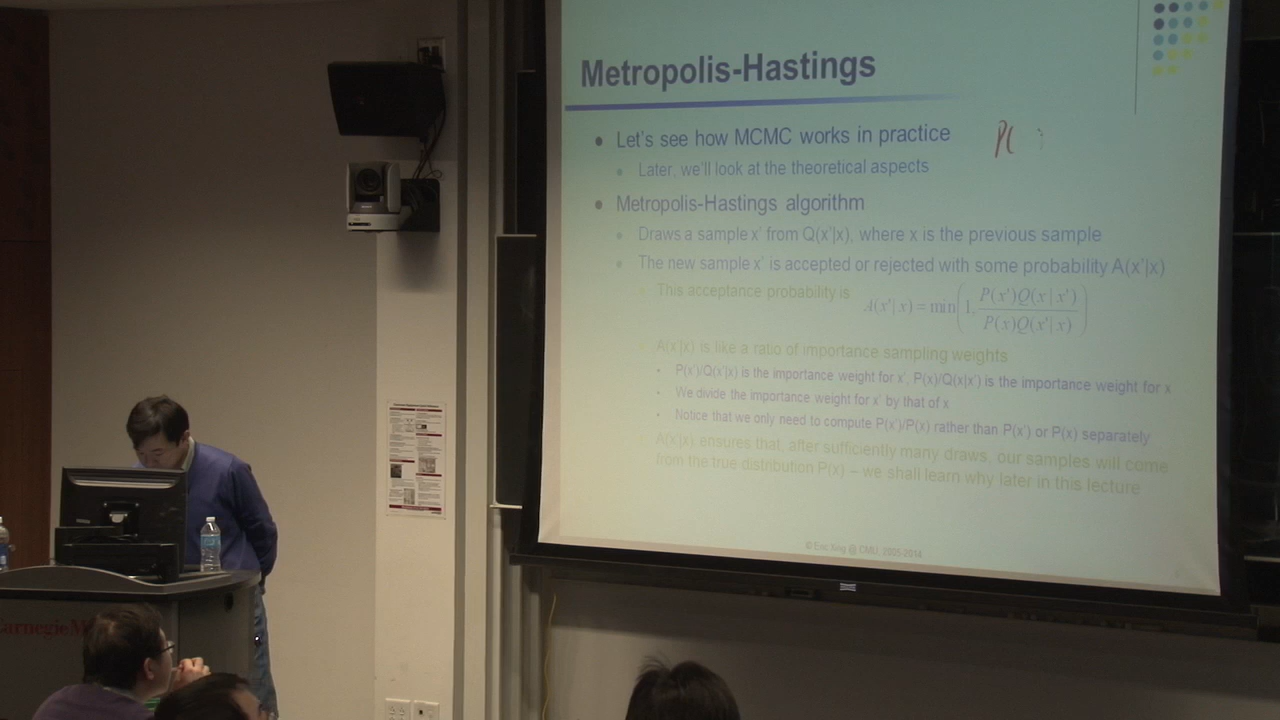 Metropolis-Hastings
Let's see how MCMC works in practice
P(
Later, we'll look at the theoretical aspects
Metropolis-Hastings algorithm
Draws a sample x' from Q(x'|x), where x is the previous sample
The new sample x' is accepted or rejected with some probability A(x'|x)
This acceptance probability is A(x'|x) = min(1, P(x')Q(x|x') / P(x)Q(x'|x))
A(x'|x) is like a ratio of importance sampling weights
P(x')/Q(x'|x) is the importance weight for x', P(x)/Q(x|x') is the importance weight for x
We divide the importance weight for x' by that of x
Notice that we only need to compute P(x')/P(x) rather than P(x') or P(x) separately
A(x'|x) ensures that, after sufficiently many draws, our samples will come
from the true distribution P(x) – we shall learn why later in this lecture
© Eric Xing @ CMU, 2005-2014